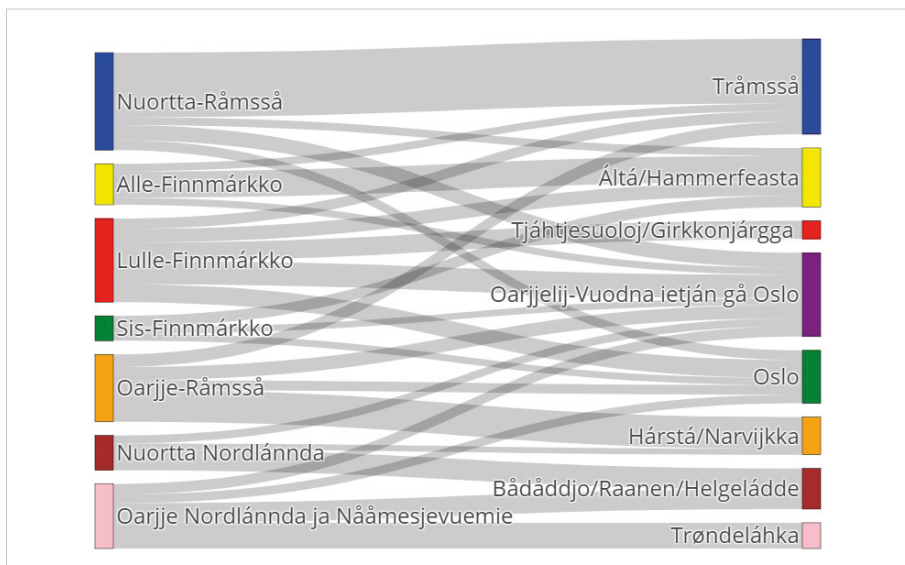 Nuortta-Råmsså
Alle-Finnmárkko
Lulle-Finnmárkko
Sis-Finnmárkko
Oarjje-Råmsså
Nuortta Nordlánnda
Oarjje Nordlánnda ja Nååmesjevuemie
Tråmsså
Áltá/Hammerfeasta
Tjáhtjesuoloj/Girkkonjárgga
Oarjjelij-Vuodna ietján gå Oslo
Oslo
Hárstá/Narvijkka
Bådåddjo/Raanen/Helgeládde
Trøndeláhka